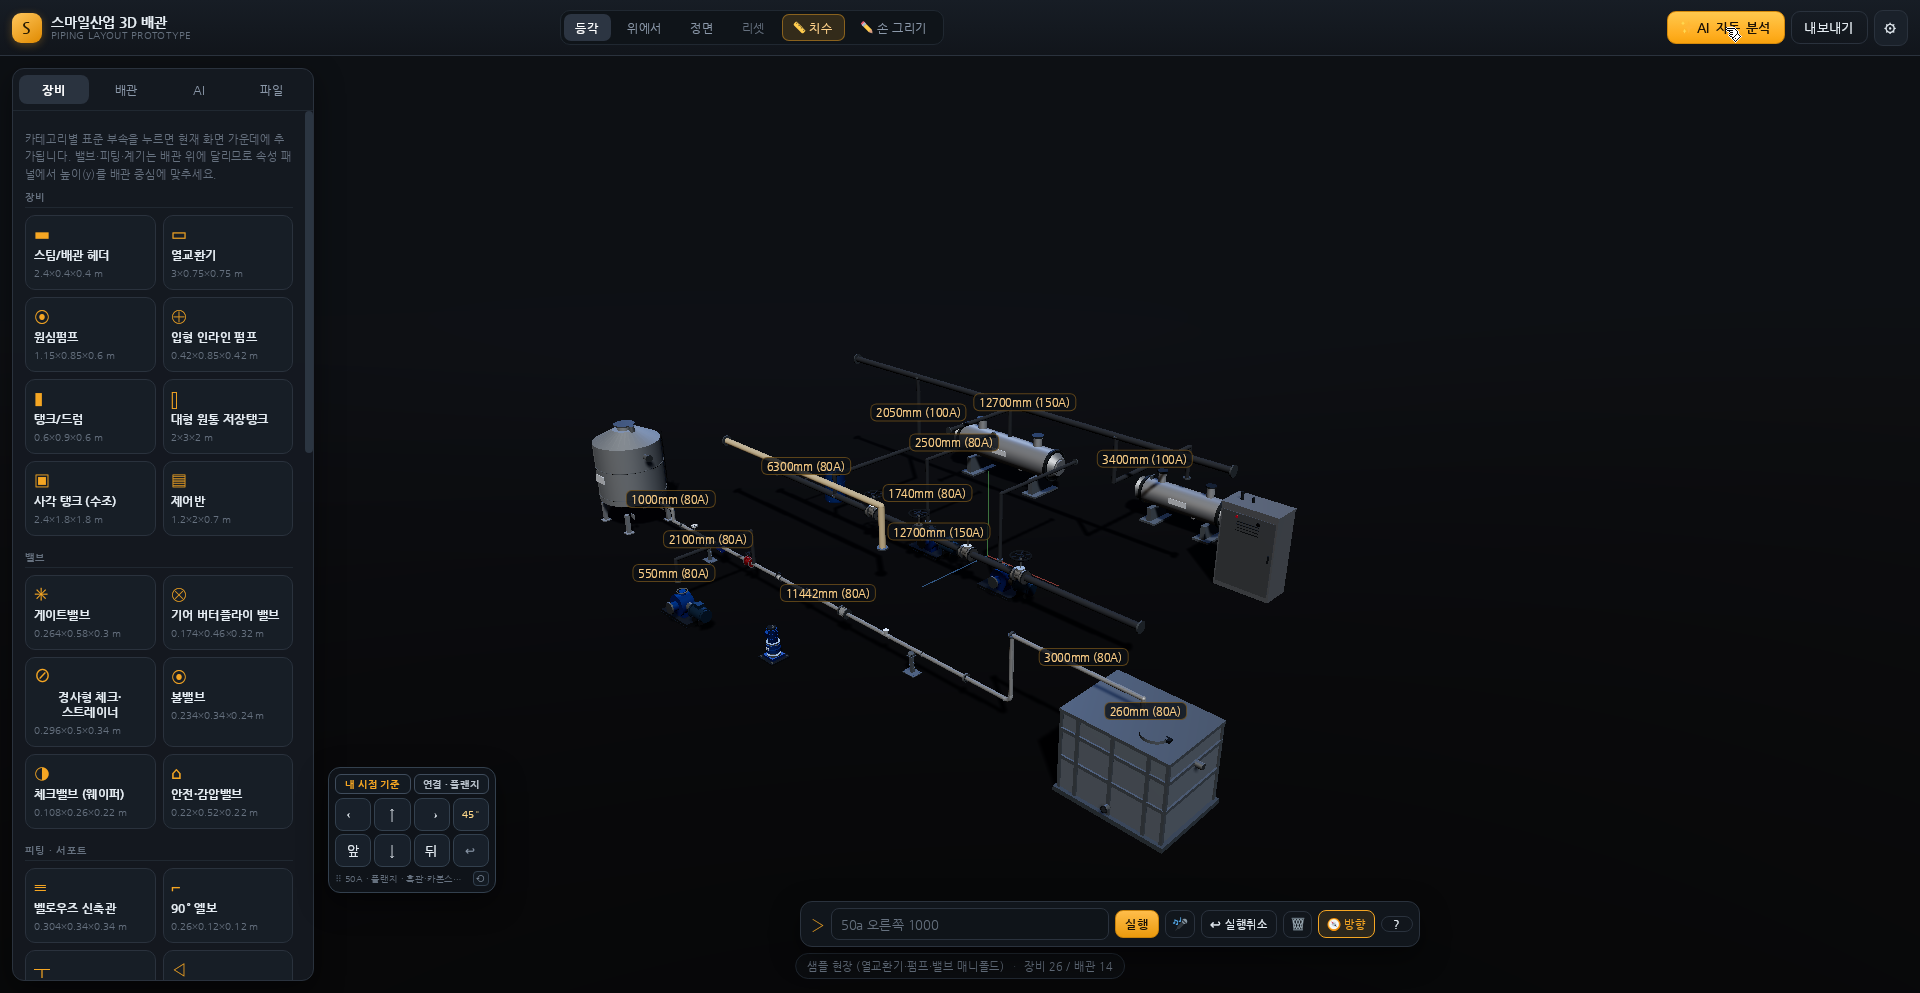 S
스마일산업 3D 배관
PIPING LAYOUT PROTOTYPE
등각
위에서
정면
리셋
치수
손 그리기
AI 자동 분석
내보내기
장비
배관
AI
파일
카테고리별 표준 부속을 누르면 현재 화면 가운데에 추
가됩니다. 밸브·피팅·계기는 배관 위에 달리므로 속성 패
널에서 높이(y)를 배관 중심에 맞추세요.
장비
스팀/배관 헤더
2.4×0.4×0.4 m
열교환기
3×0.75×0.75 m
원심펌프
1.15×0.85×0.6 m
입형 인라인 펌프
0.42×0.85×0.42 m
탱크/드럼
0.6×0.9×0.6 m
대형 원통 저장탱크
2×3×2 m
사각 탱크 (수조)
2.4×1.8×1.8 m
제어반
1.2×2×0.7 m
밸브
게이트밸브
0.264×0.58×0.3 m
기어 버터플라이 밸브
0.174×0.46×0.32 m
경사형 체크·
스트레이너
0.296×0.5×0.34 m
볼밸브
0.234×0.34×0.24 m
체크밸브 (웨이퍼)
0.108×0.26×0.22 m
안전·감압밸브
0.22×0.52×0.22 m
피팅 · 서포트
벨로우즈 신축관
0.304×0.34×0.34 m
90° 엘보
0.26×0.12×0.12 m
12700mm (150A)
2050mm (100A)
2500mm (80A)
3400mm (100A)
6300mm (80A)
1740mm (80A)
1000mm (80A)
12700mm (150A)
2100mm (80A)
550mm (80A)
11442mm (80A)
3000mm (80A)
260mm (80A)
내 시점 기준
연결 · 플랜지
← ↑ → 45°
앞 ↓ 뒤 ↩
50A · 플랜지 · 흑관·카본스…
> 50a 오른쪽 1000
실행
↩ 실행취소
방향
?
샘플 현장 (열교환기·펌프·밸브 매니폴드) · 장비 26 / 배관 14